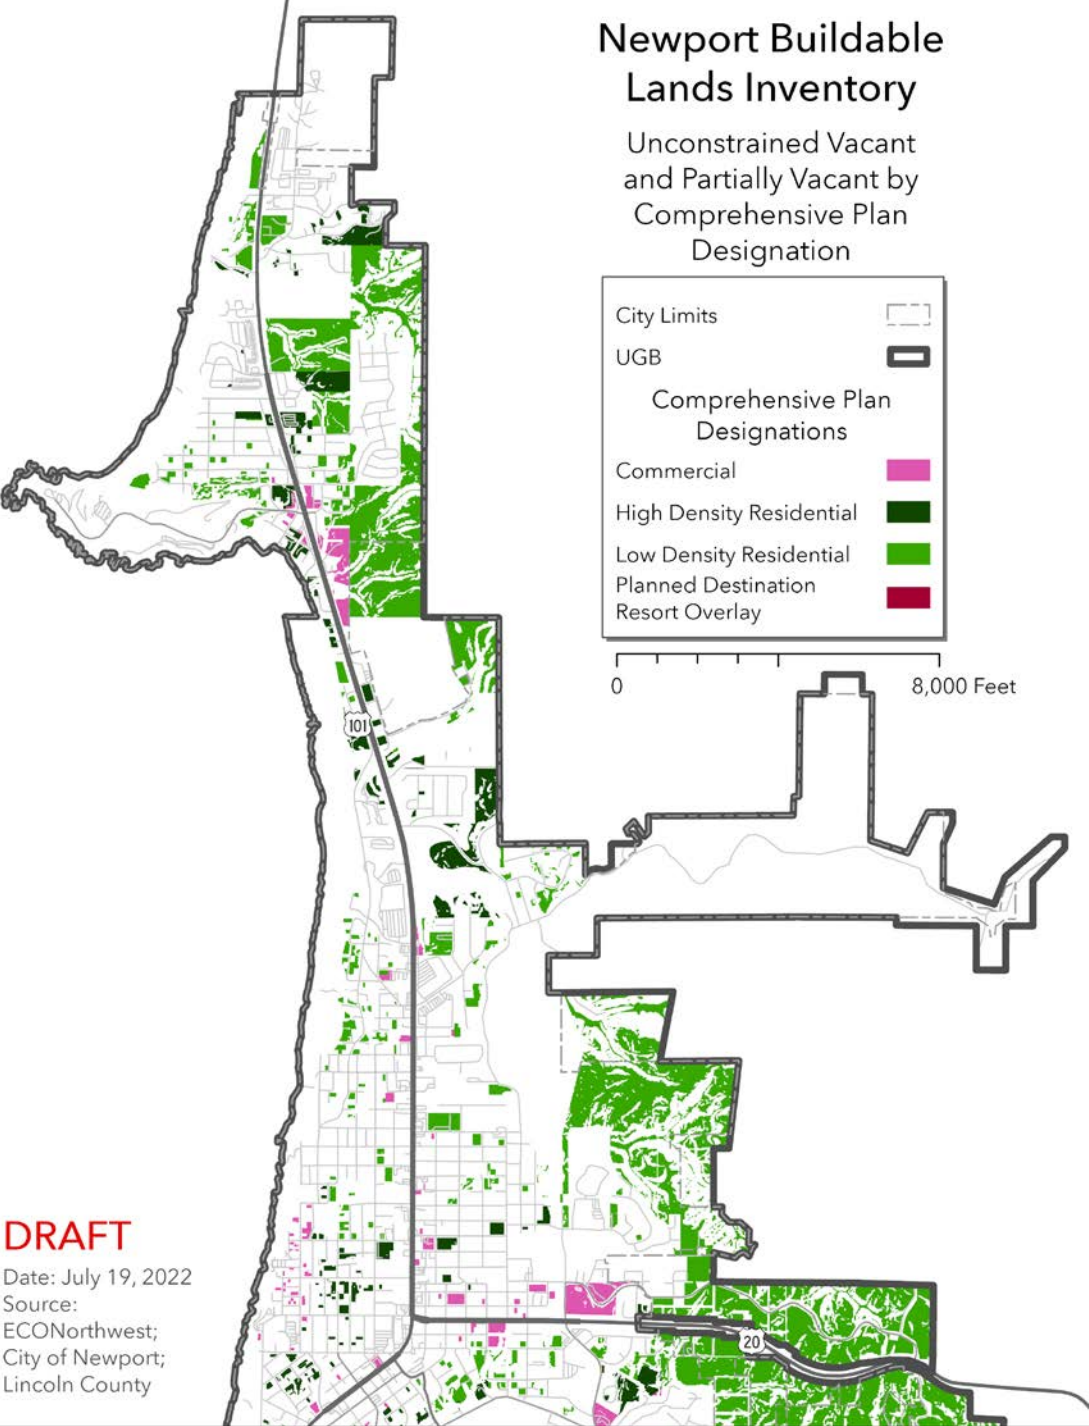 Newport Buildable
Lands Inventory
Unconstrained Vacant
and Partially Vacant by
Comprehensive Plan
Designation
City Limits
UGB
Comprehensive Plan
Designations
Commercial
High Density Residential
Low Density Residential
Planned Destination
Resort Overlay
0
8,000 Feet
101
20
DRAFT
Date: July 19, 2022
Source:
ECONorthwest;
City of Newport;
Lincoln County